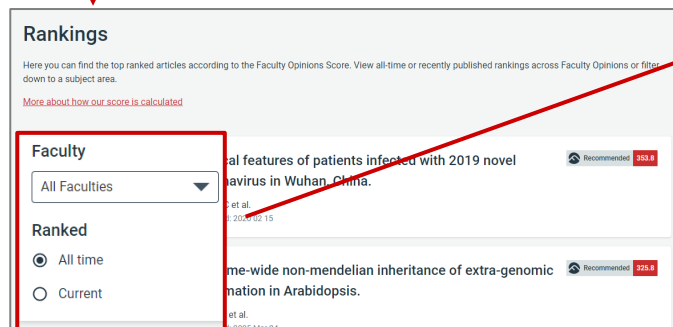 Rankings
Here you can find the top ranked articles according to the Faculty Opinions Score. View all-time or recently published rankings across Faculty Opinions or filter
down to a subject area.
More about how our score is calculated
Faculty
All Faculties
Ranked
All time
Current
cal features of patients infected with 2019 novel
navirus in Wuhan, China.
C et al.
2020 02 15
Recommended 353.8
me-wide non-mendelian inheritance of extra-genomic
mation in Arabidopsis.
et al.
Recommended 325.8